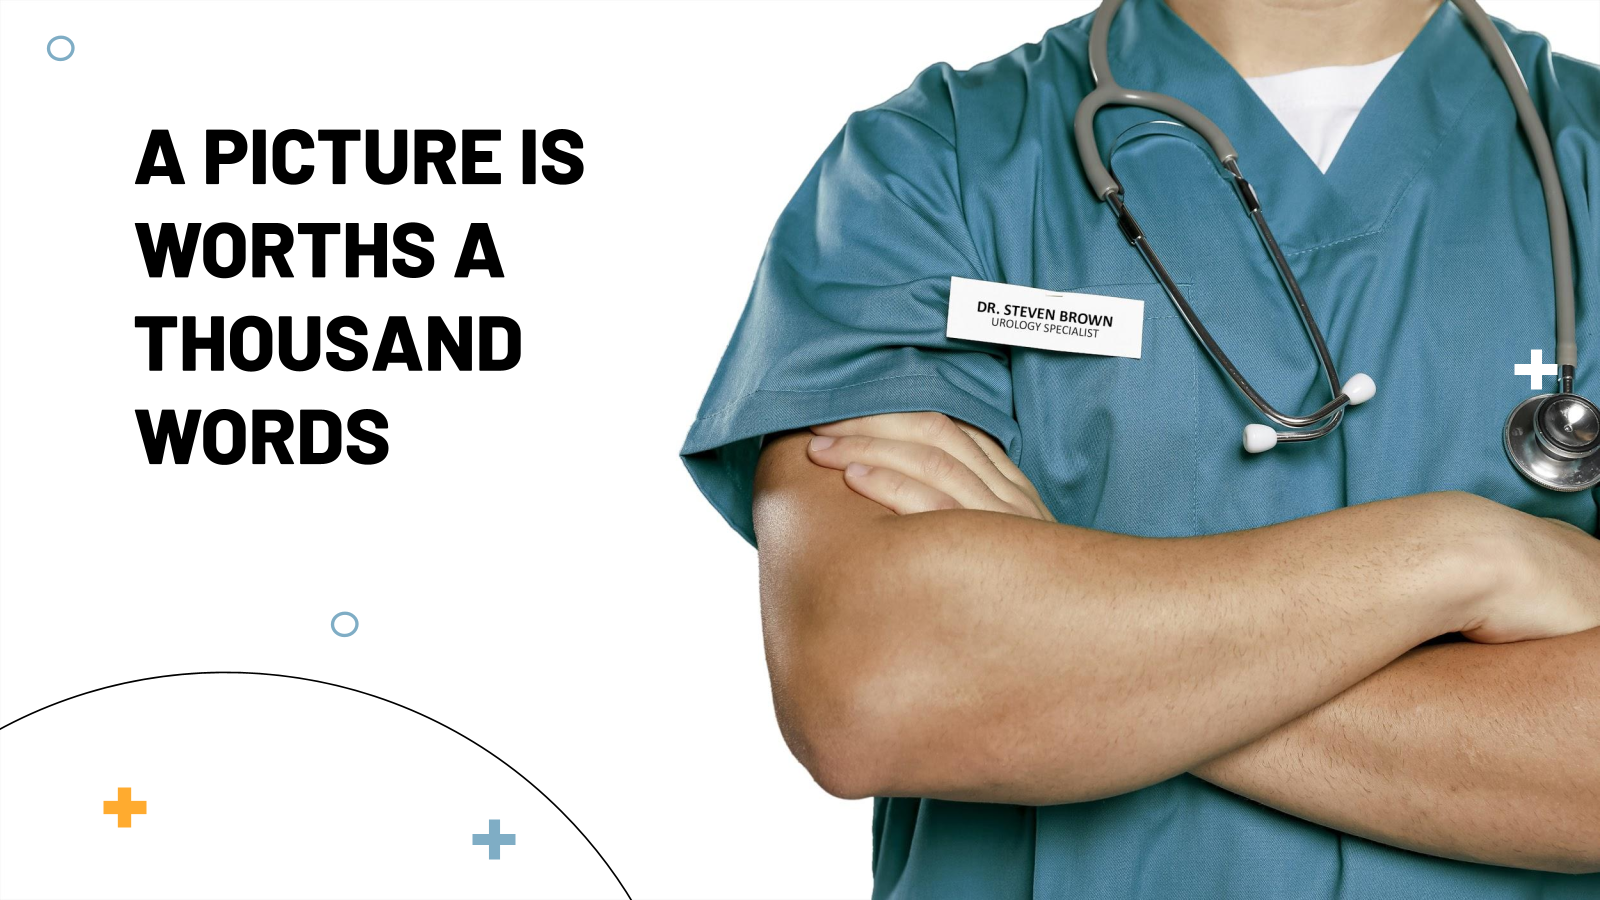 A PICTURE IS
WORTHS A
THOUSAND
WORDS
DR. STEVEN BROWN
UROLOGY SPECIALIST